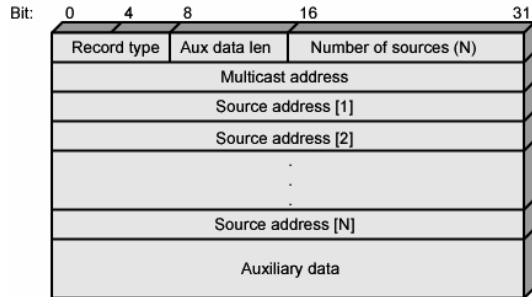 Bit: 0 4 8 16 31
Record type Aux data len Number of sources (N)
Multicast address
Source address [1]
Source address [2]
.
.
.
Source address [N]
Auxiliary data